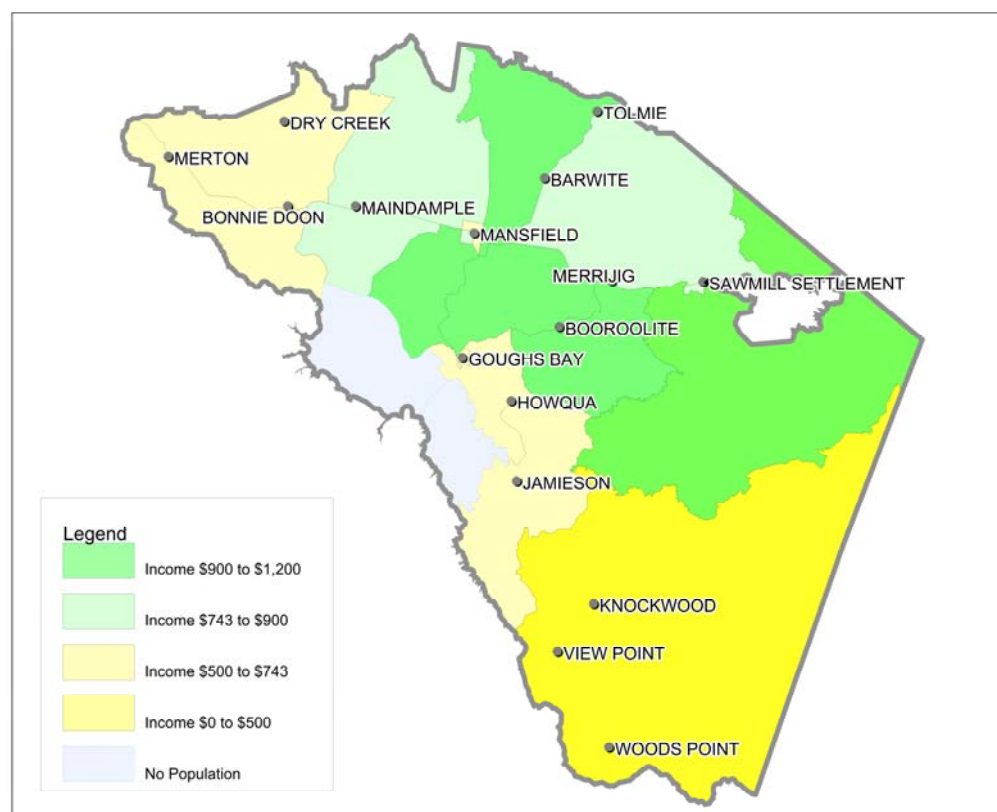 TOLMIE
DRY CREEK
MERTON
BARWITE
BONNIE DOON
MAINDAMPLE
MANSFIELD
MERRIJIG
SAWMILL SETTLEMENT
BOOROOLITE
GOUGHS BAY
HOWQUA
JAMIESON
KNOCKWOOD
VIEW POINT
WOODS POINT
Legend
Income $900 to $1,200
Income $743 to $900
Income $500 to $743
Income $0 to $500
No Population